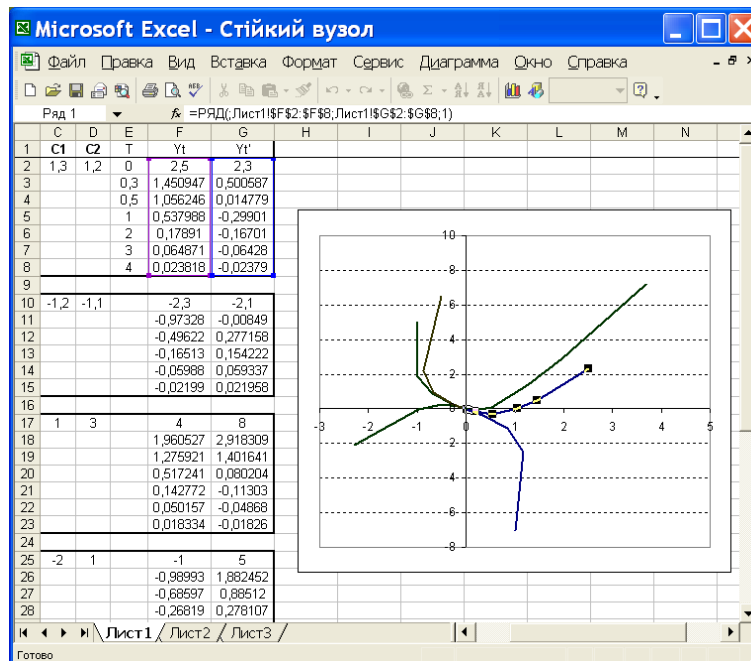 Microsoft Excel - Стійкий вузол
Файл Правка Вид Вставка Формат Сервис Диаграмма Окно Справка
Ряд 1 fx =РЯД(;Лист1!$F$2:$F$8;Лист1!$G$2:$G$8;1)
C D E F G H I J K L M N
1 C1 C2 T Yt Yt'
2 1,3 1,2 0 2,5 2,3
3 0,3 1,450947 0,500587
4 0,5 1,056246 0,014779
5 1 0,537988 -0,29901
6 2 0,17891 -0,16701
7 3 0,064871 -0,06428
8 4 0,023818 -0,02379
9
10 -1,2 -1,1 -2,3 -2,1
11 -0,97328 -0,00849
12 -0,49622 0,277158
13 -0,16513 0,154222
14 -0,05988 0,059337
15 -0,02199 0,021958
16
17 1 3 4 8
18 1,960527 2,918309
19 1,275921 1,401641
20 0,517241 0,080204
21 0,142772 -0,11303
22 0,050157 -0,04868
23 0,018334 -0,01826
24
25 -2 1 -1 5
26 -0,98993 1,882452
27 -0,68597 0,88512
28 -0,26819 0,278107
10
8
6
4
2
0
-3 -2 -1 0 1 2 3 4 5
-2
-4
-6
-8
Лист1 Лист2 Лист3
Готово